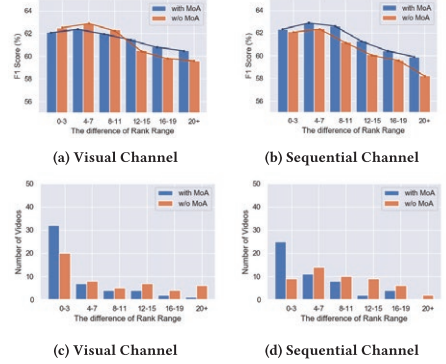 with MoA
w/o MoA
F1 Score (%)
64
62
60
58
56
0-3 4-7 8-11 12-15 16-19 20+
The difference of Rank Range
(a) Visual Channel
with MoA
w/o MoA
F1 Score (%)
64
62
60
58
56
0-3 4-7 8-11 12-15 16-19 20+
The difference of Rank Range
(b) Sequential Channel
with MoA
w/o MoA
Number of Videos
50
40
30
20
10
0
0-3 4-7 8-11 12-15 16-19 20+
The difference of Rank Range
(c) Visual Channel
with MoA
w/o MoA
Number of Videos
50
40
30
20
10
0
0-3 4-7 8-11 12-15 16-19 20+
The difference of Rank Range
(d) Sequential Channel